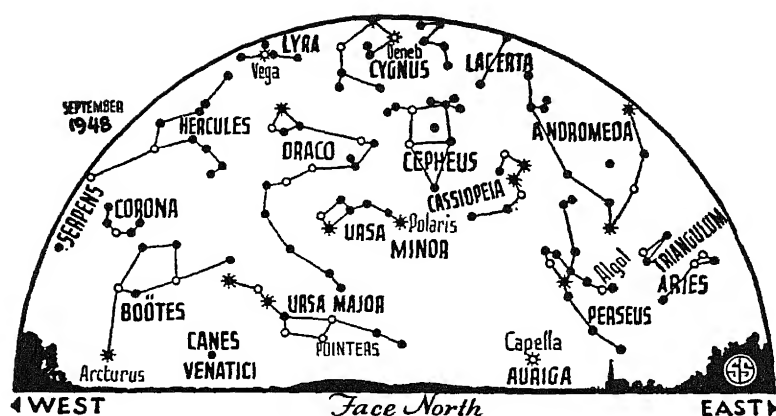 LYRA
Vega
Deneb
CYGNUS
LACERTA
SEPTEMBER
1948
HERCULES
DRACO
CEPHEUS
ANDROMEDA
CASSIOPEIA
SERPENS
CORONA
Polaris
URSA
MINOR
TRIANGULUM
Algol
ARIES
BOÖTES
URSA MAJOR
PERSEUS
CANES
VENATICI
POINTERS
Capella
AURIGA
Arcturus
WEST
Face North
EAST